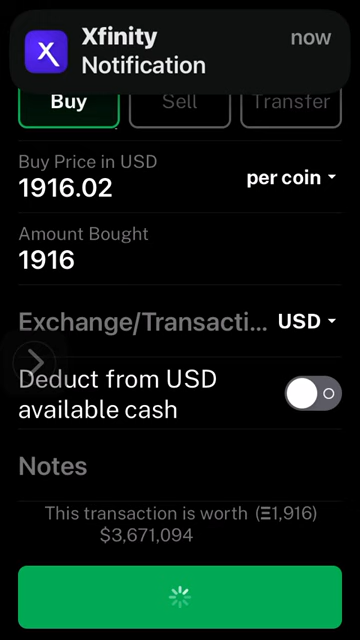 Xfinity
now
Notification
Buy
Sell
Transfer
Buy Price in USD
1916.02
per coin
Amount Bought
1916
Exchange/Transacti...
USD
Deduct from USD
available cash
Notes
This transaction is worth (Ξ1,916)
$3,671,094